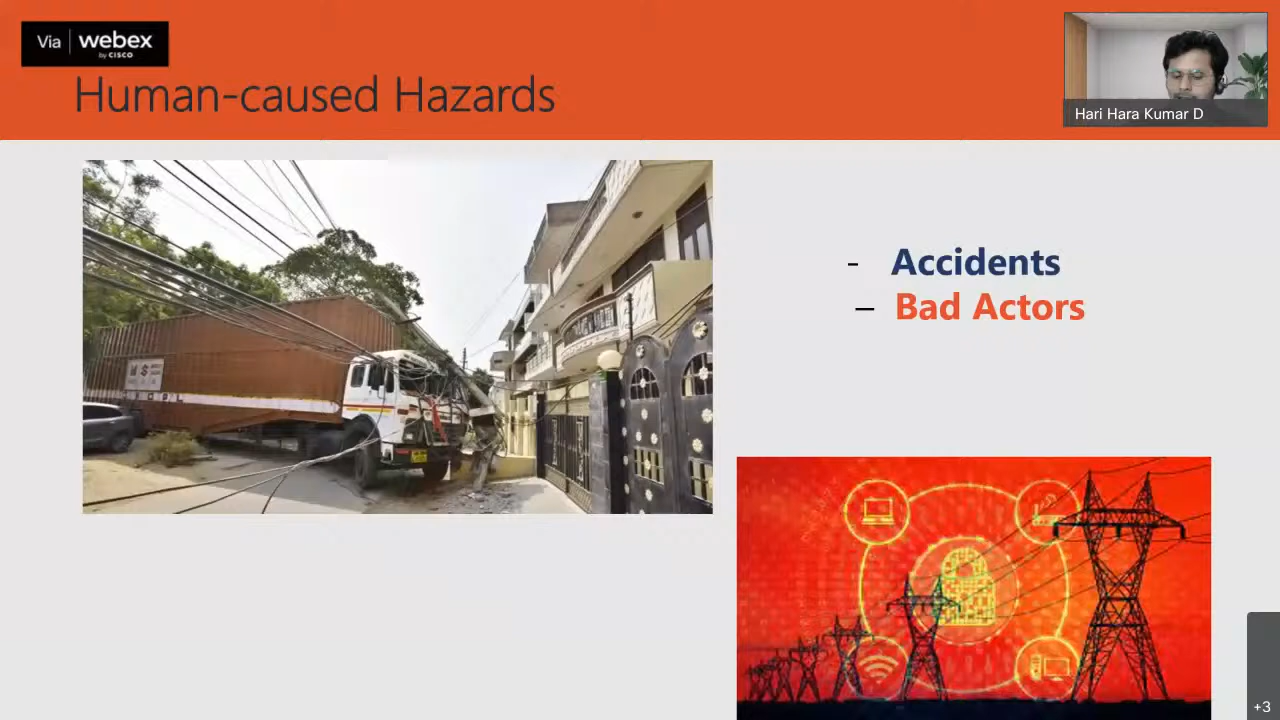 Via webex
by CISCO
Human-caused Hazards
Hari Hara Kumar D
- Accidents
– Bad Actors
+3